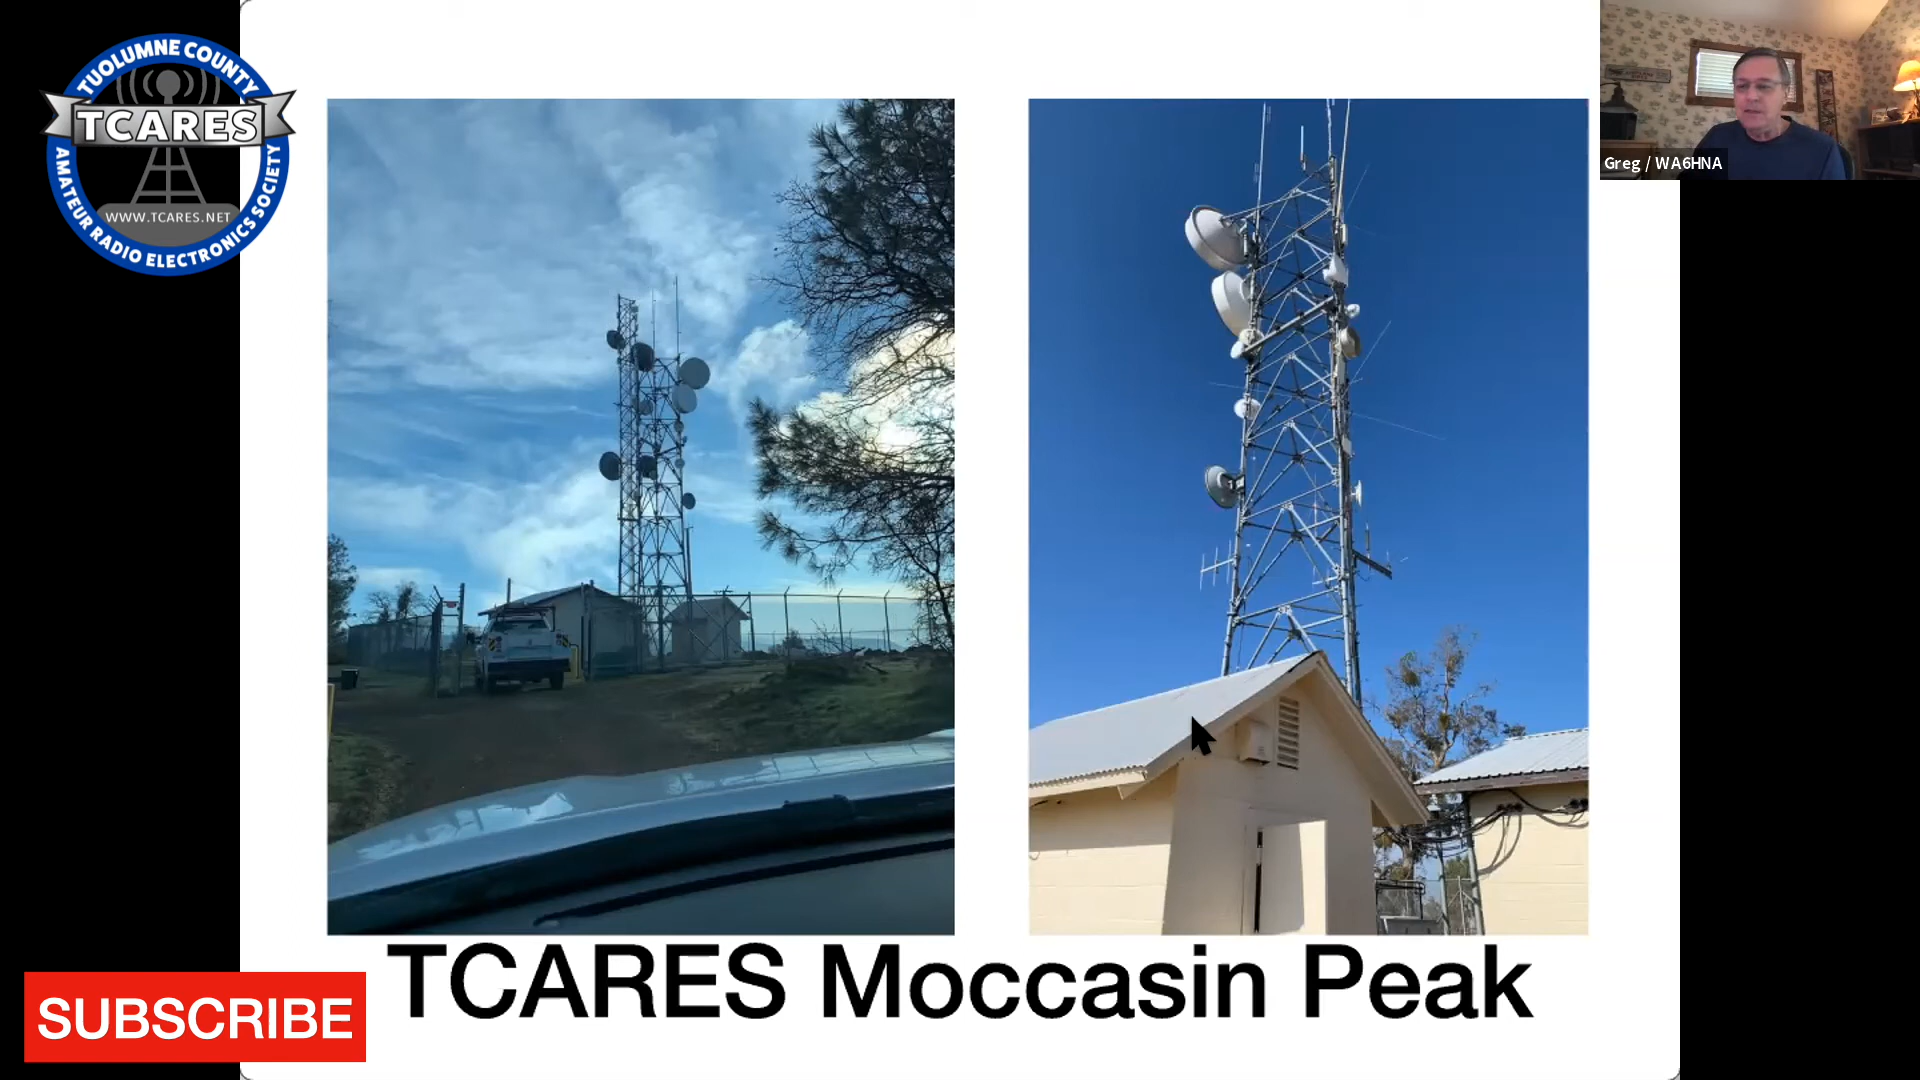 TUOLUMNE COUNTY
TCARES
WWW.TCARES.NET
AMATEUR RADIO ELECTRONICS SOCIETY
Greg / WA6HNA
TCARES Moccasin Peak
SUBSCRIBE